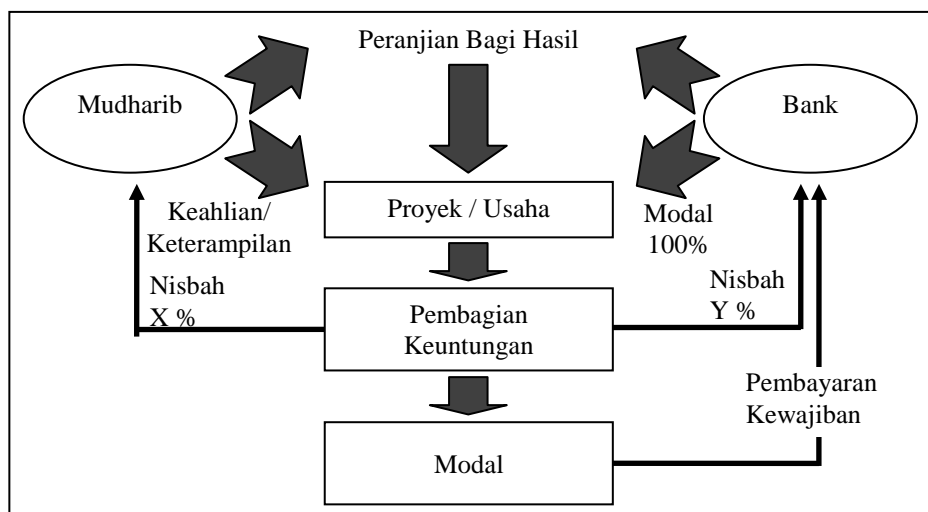 Peranjian Bagi Hasil
Mudharib
Bank
Proyek / Usaha
Keahlian/
Keterampilan
Modal
100%
Nisbah
X %
Nisbah
Y %
Pembagian
Keuntungan
Pembayaran
Kewajiban
Modal